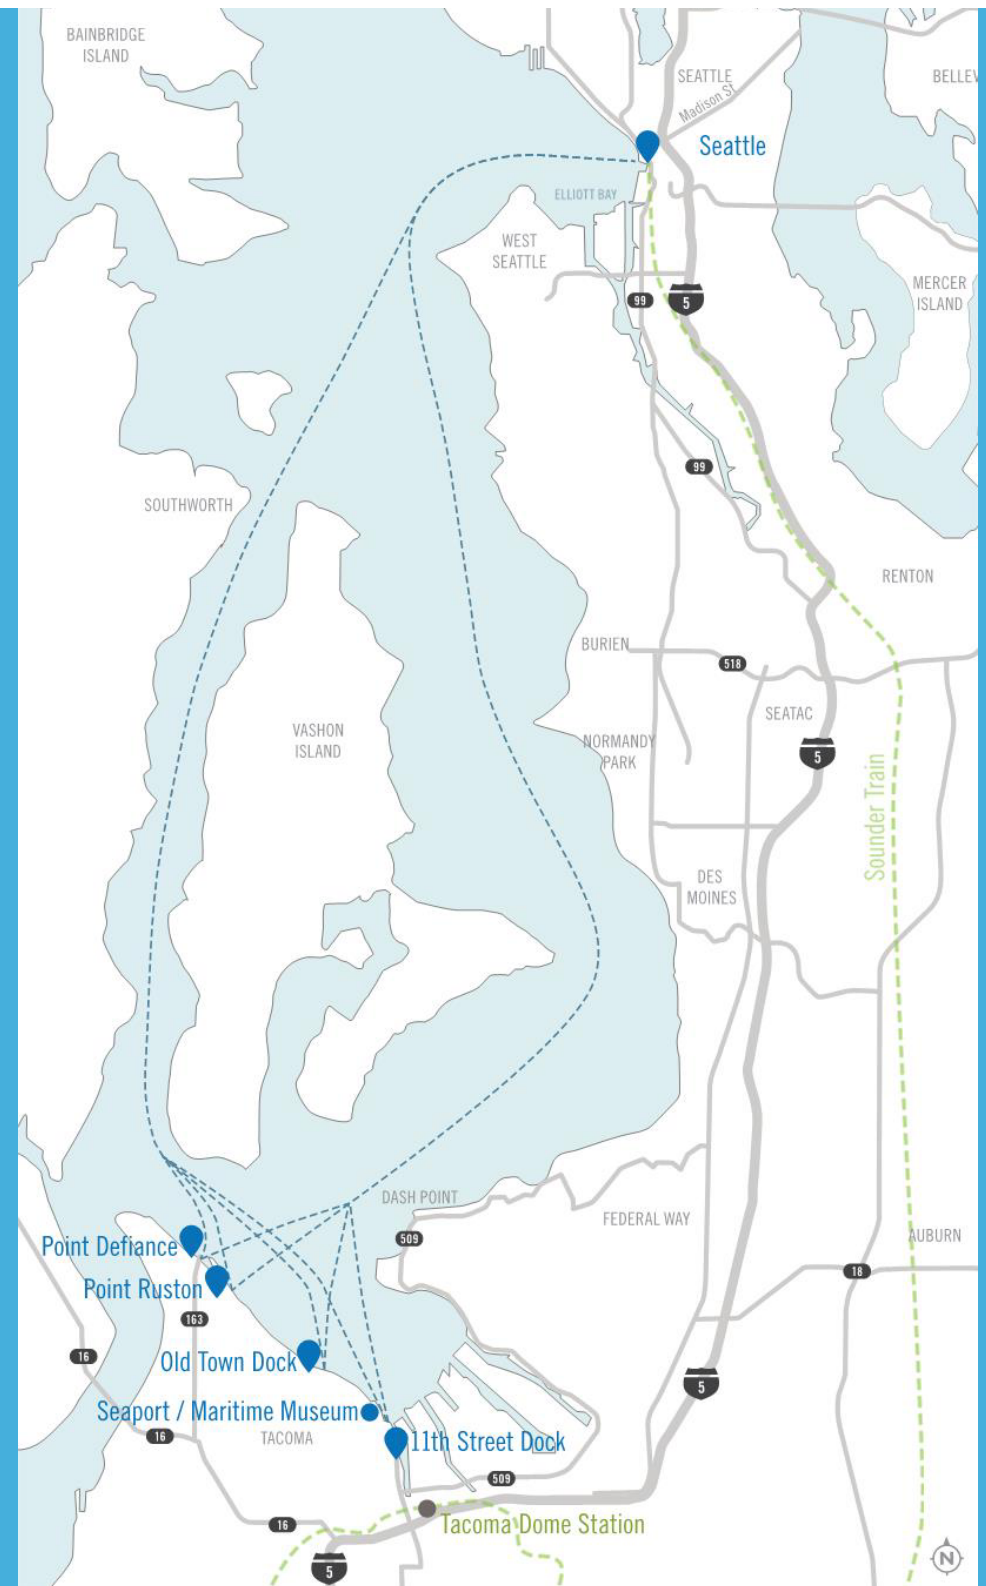 BAINBRIDGE
ISLAND
SEATTLE
BELLEV
Madison St
Seattle
ELLIOTT BAY
WEST
SEATTLE
MERCER
ISLAND
99
5
99
SOUTHWORTH
RENTON
BURIEN
518
VASHON
ISLAND
SEATAC
NORMANDY
PARK
5
Sounder Train
DES
MOINES
DASH POINT
FEDERAL WAY
509
AUBURN
Point Defiance
18
Point Ruston
163
16
Old Town Dock
5
Seaport / Maritime Museum
16
TACOMA
11th Street Dock
509
16
Tacoma Dome Station
5
N